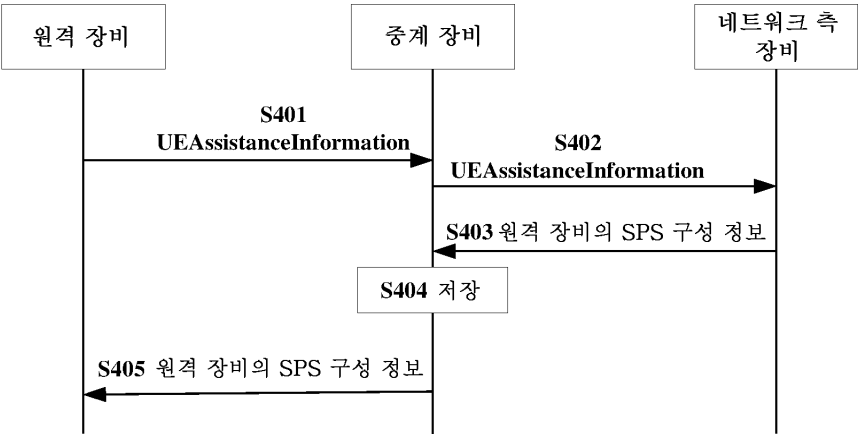 원격 장비
중계 장비
네트워크 측
장비
S401
UEAssistanceInformation
S402
UEAssistanceInformation
S403 원격 장비의 SPS 구성 정보
S404 저장
S405 원격 장비의 SPS 구성 정보